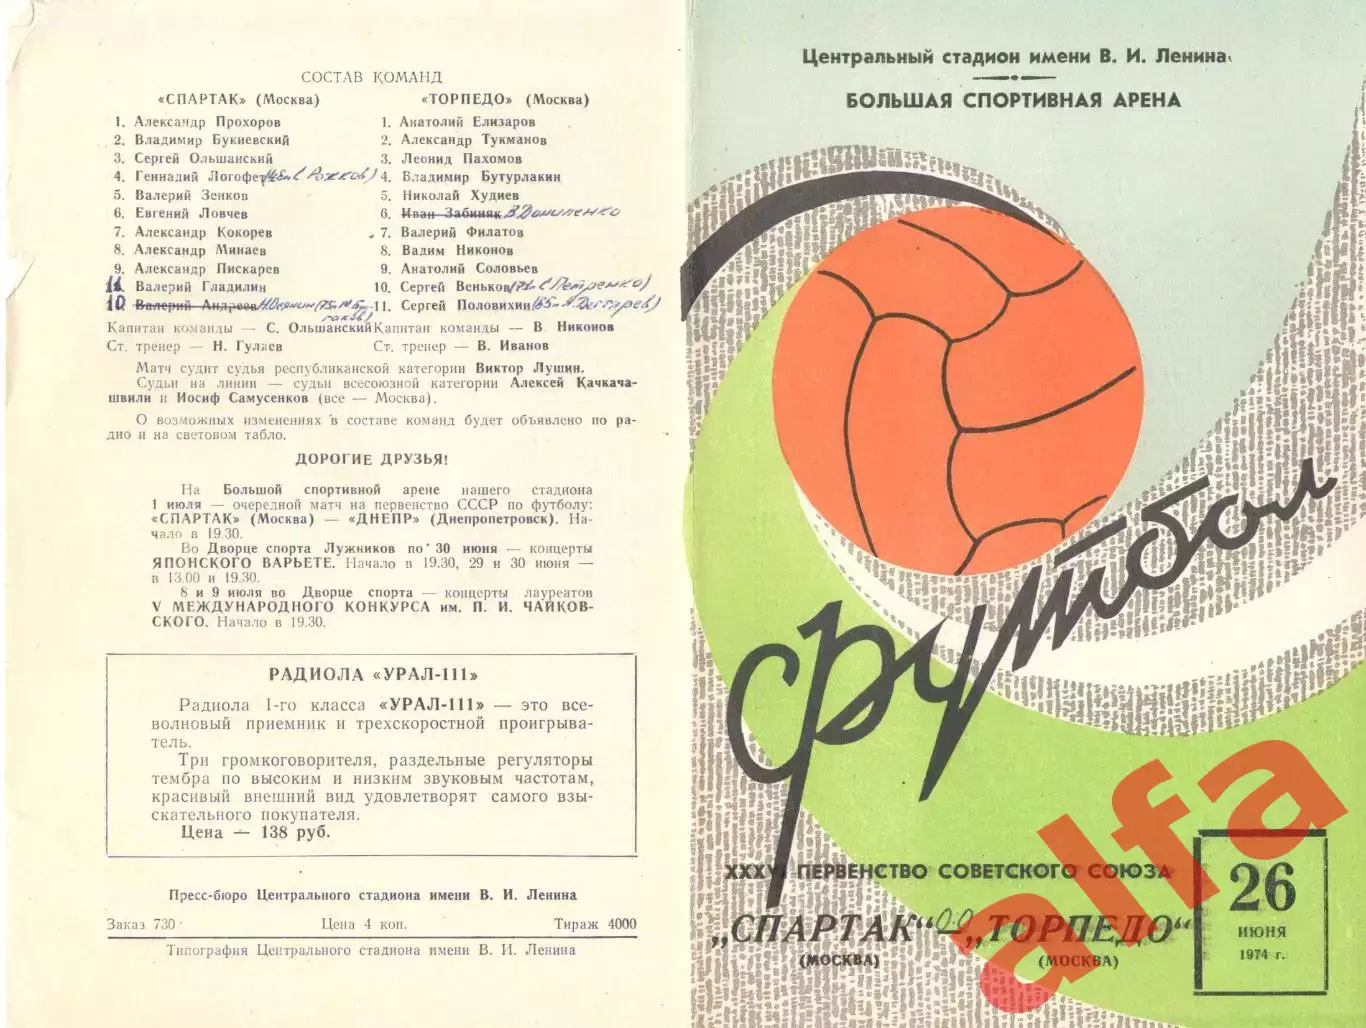 СОСТАВ КОМАНД
«СПАРТАК» (Москва)
1. Александр Прохоров
2. Владимир Букиевский
3. Сергей Ольшанский
4. Геннадий Логофет (46м С Рожков)
5. Валерий Зенков
6. Евгений Ловчев
7. Александр Кокорев
8. Александр Минаев
9. Александр Пискарев
11 Валерий Гладилин
10 Валерий Андреев
«ТОРПЕДО» (Москва)
1. Анатолий Елизаров
2. Александр Тукманов
3. Леонид Пахомов
4. Владимир Бутурлакин
5. Николай Худиев
6. Иван Забиняк В Даниленко
7. Валерий Филатов
8. Вадим Никонов
9. Анатолий Соловьев
10. Сергей Веньков (71 С Петренко)
11. Сергей Половихин Дегтярев)
Капитан команды — С. Ольшанский
Ст. тренер — Н. Гуляев
Капитан команды — В. Никонов
Ст. тренер — В. Иванов
Матч судит судья республиканской категории Виктор Лушин.
Судьи на линии — судьи всесоюзной категории Алексей Качкача-
швили и Иосиф Самусенков (все — Москва).
О возможных изменениях в составе команд будет объявлено по ра-
дио и на световом табло.
ДОРОГИЕ ДРУЗЬЯ!
На Большой спортивной арене нашего стадиона
1 июля — очередной матч на первенство СССР по футболу:
«СПАРТАК» (Москва) — «ДНЕПР» (Днепропетровск). На-
чало в 19.30.
Во Дворце спорта Лужников по 30 июня — концерты
ЯПОНСКОГО ВАРЬЕТЕ. Начало в 19.30, 29 и 30 июня —
в 13.00 и 19.30.
8 и 9 июля во Дворце спорта — концерты лауреатов
V МЕЖДУНАРОДНОГО КОНКУРСА им. П. И. ЧАЙКОВ-
СКОГО. Начало в 19.30.
РАДИОЛА «УРАЛ-111»
Радиола 1-го класса «УРАЛ-111» — это все-
волновый приемник и трехскоростной проигрыва-
тель.
Три громкоговорителя, раздельные регуляторы
тембра по высоким и низким звуковым частотам,
красивый внешний вид удовлетворят самого взы-
скательного покупателя.
Цена — 138 руб.
Пресс-бюро Центрального стадиона имени В. И. Ленина
Заказ 730 Цена 4 коп. Тираж 4000
Типография Центрального стадиона имени В. И. Ленина
Центральный стадион имени В. И. Ленина
БОЛЬШАЯ СПОРТИВНАЯ АРЕНА
футбол
XXXVI ПЕРВЕНСТВО СОВЕТСКОГО СОЮЗА
„СПАРТАК“ 0:0 „ТОРПЕДО“
(МОСКВА) (МОСКВА)
26
ИЮНЯ
1974 г.
alfa